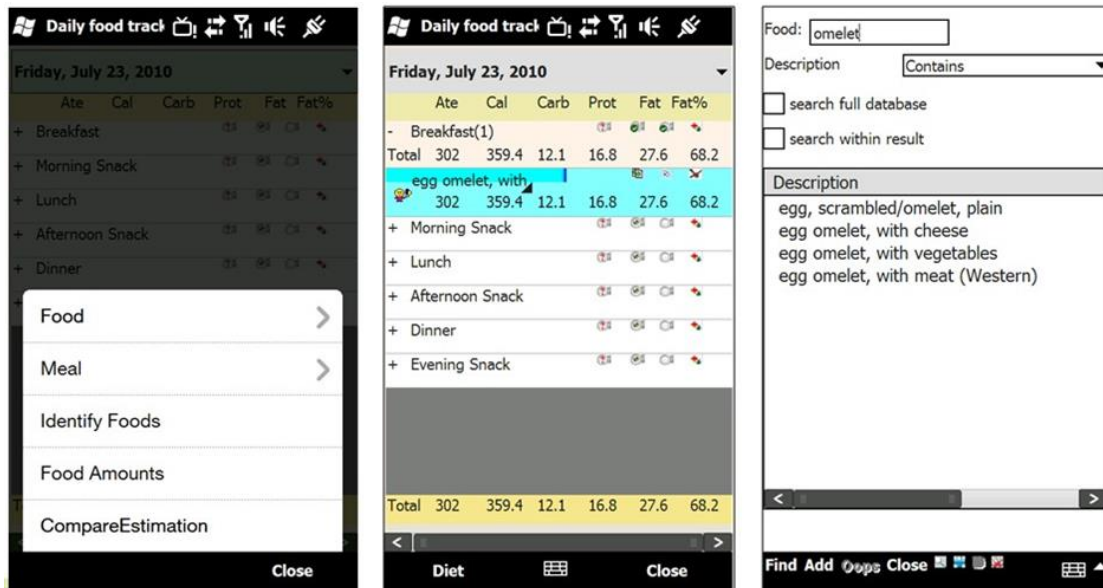 Daily food track
Friday, July 23, 2010
Ate Cal Carb Prot Fat Fat%
+ Breakfast
+ Morning Snack
+ Lunch
+ Afternoon Snack
+ Dinner
+
Food
Meal
Identify Foods
Food Amounts
CompareEstimation
Close
Daily food track
Friday, July 23, 2010
Ate Cal Carb Prot Fat Fat%
- Breakfast(1)
Total 302 359.4 12.1 16.8 27.6 68.2
egg omelet, with
302 359.4 12.1 16.8 27.6 68.2
+ Morning Snack
+ Lunch
+ Afternoon Snack
+ Dinner
+ Evening Snack
Total 302 359.4 12.1 16.8 27.6 68.2
Diet Close
Food: omelet
Description Contains
search full database
search within result
Description
egg, scrambled/omelet, plain
egg omelet, with cheese
egg omelet, with vegetables
egg omelet, with meat (Western)
Find Add Oops Close